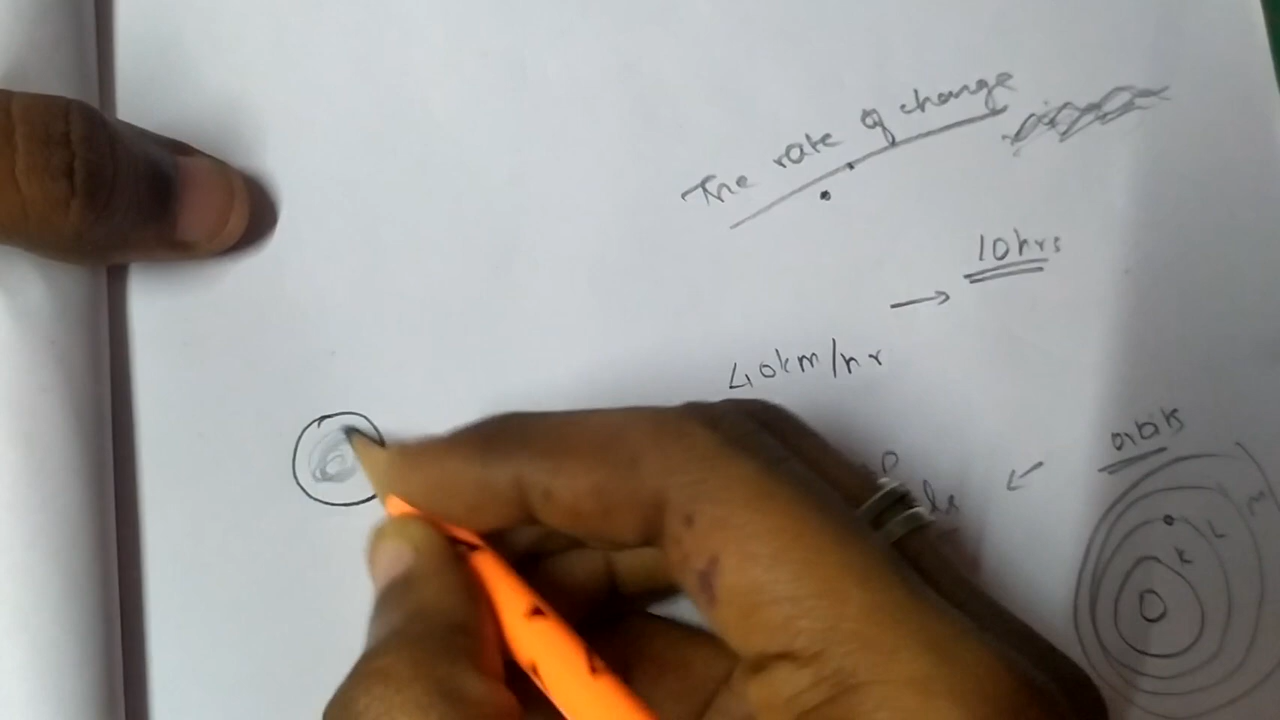 The rate of change
10hrs
40km/hr
orbits
K L